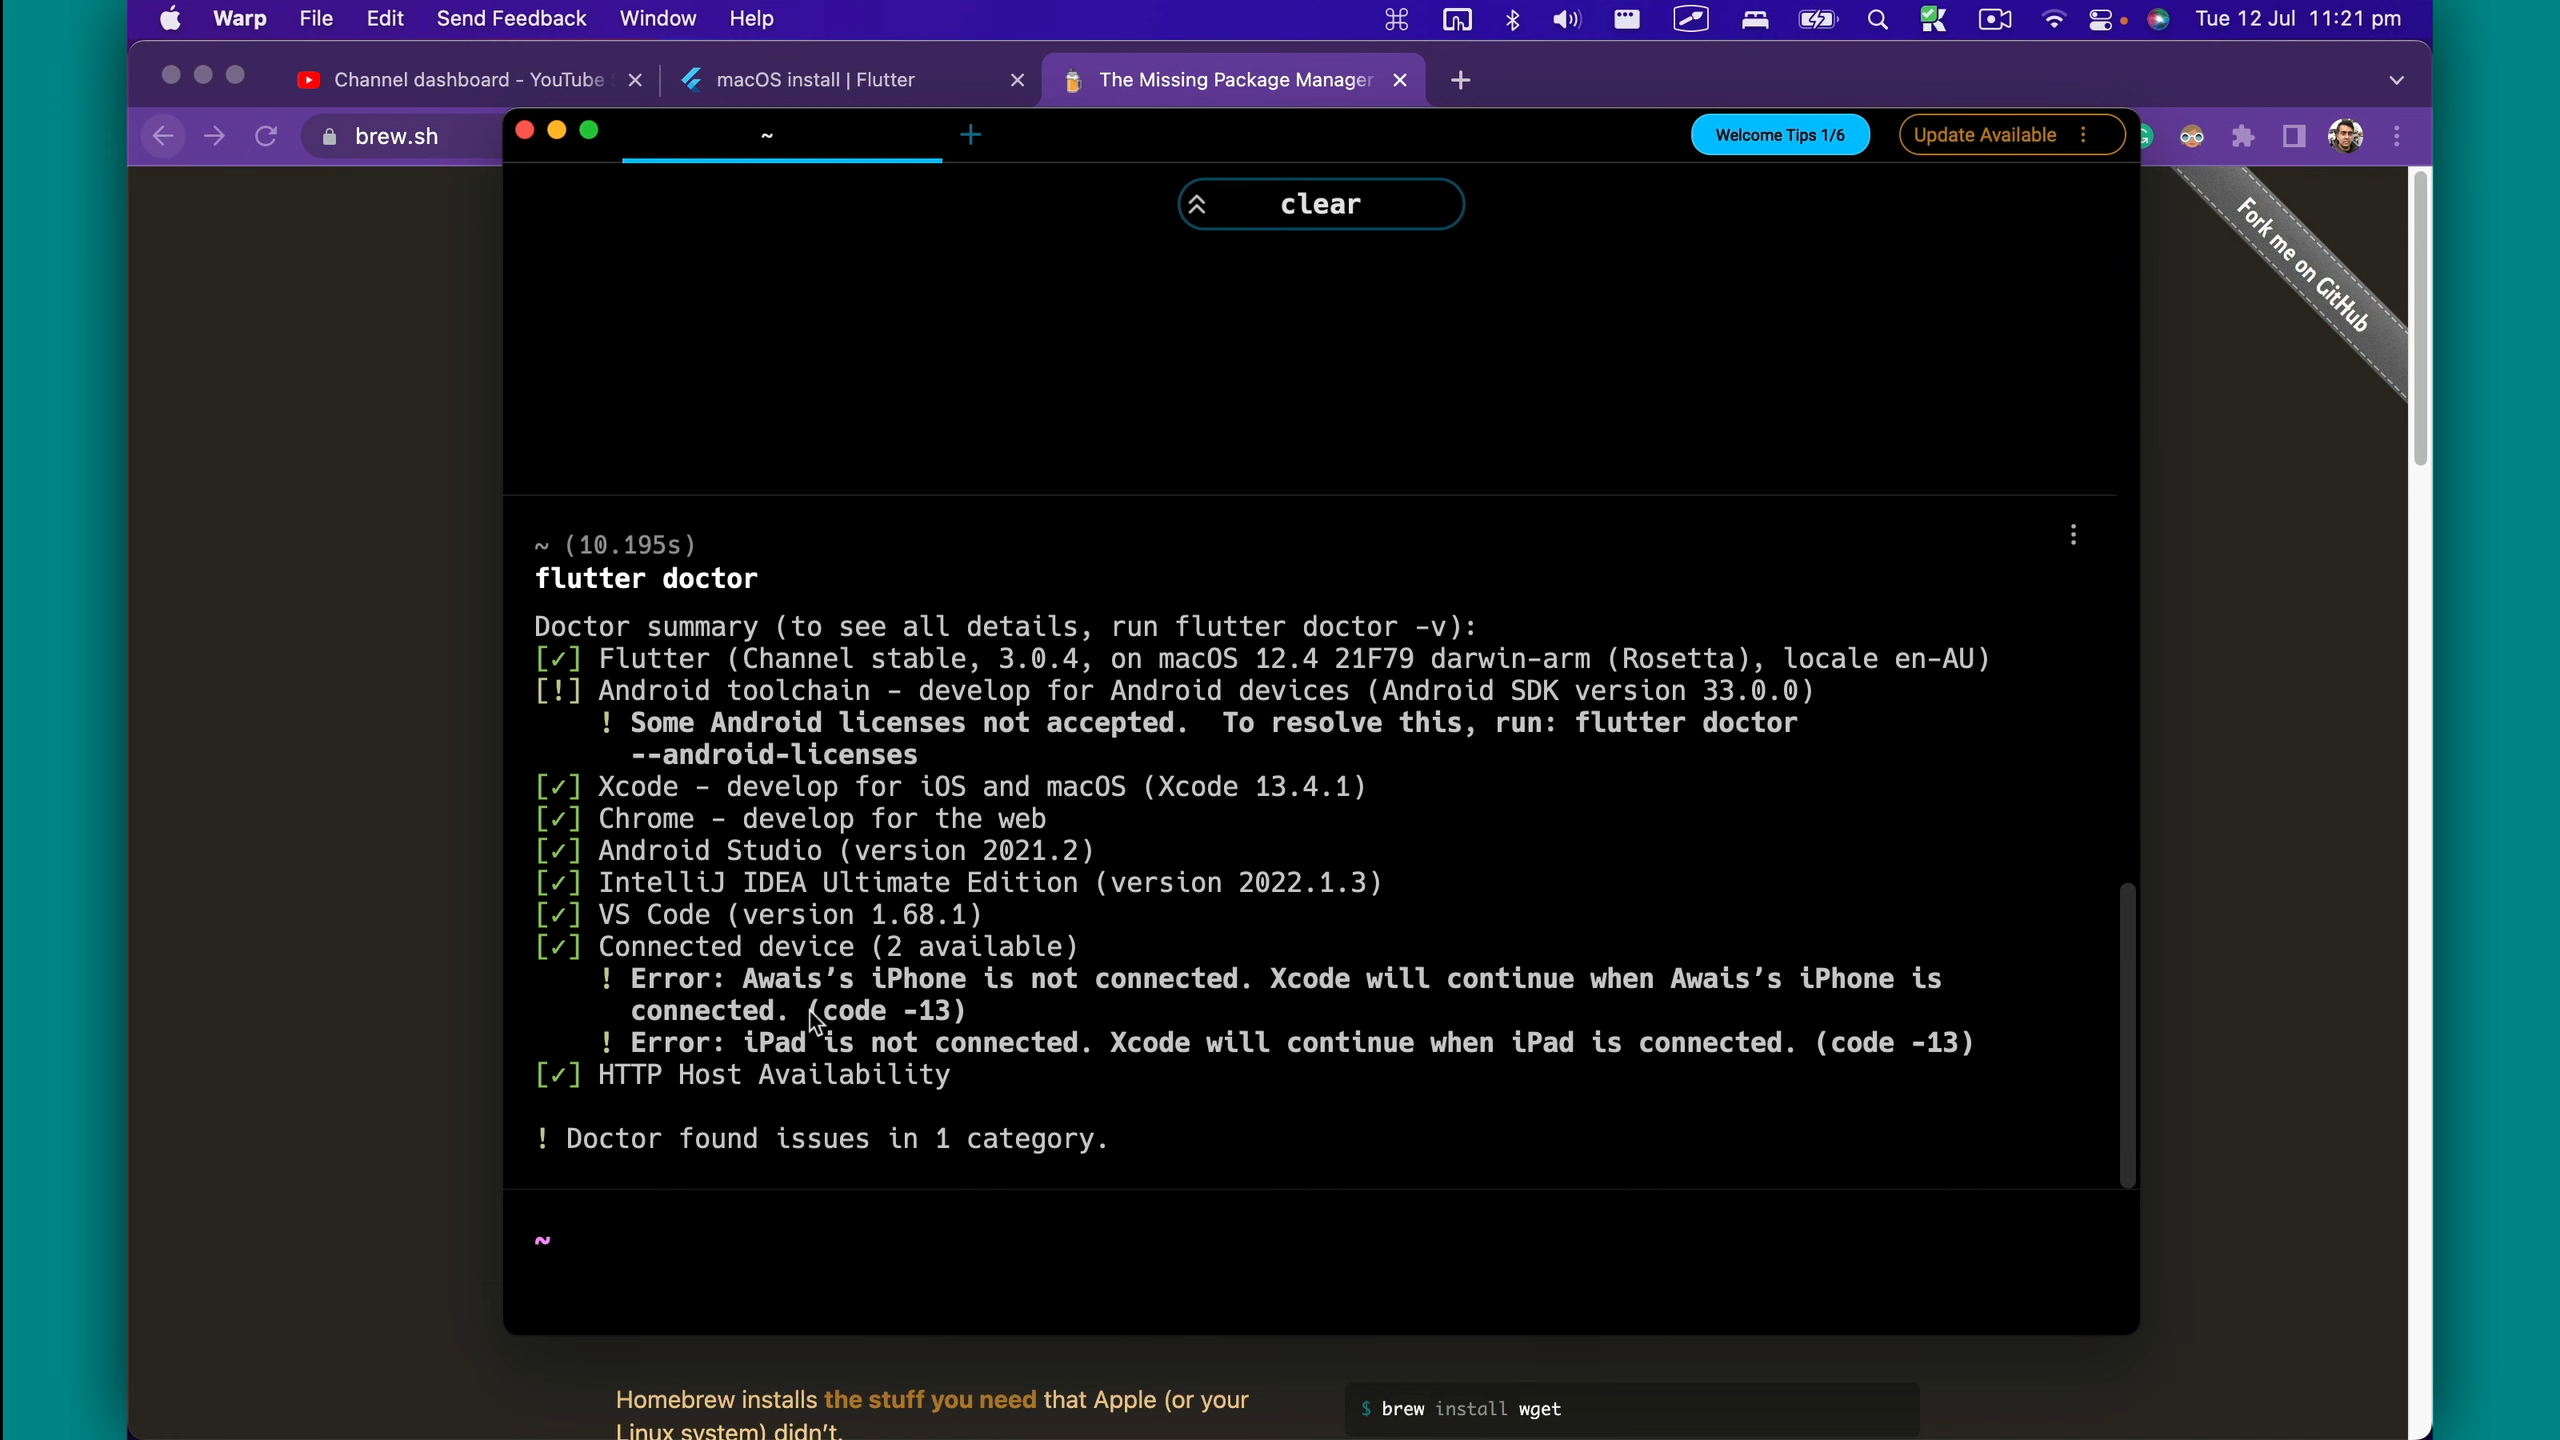 Warp File Edit Send Feedback Window Help Tue 12 Jul 11:21 pm
Channel dashboard - YouTube macOS install | Flutter The Missing Package Manager
brew.sh
~ Welcome Tips 1/6 Update Available
clear
Fork me on GitHub
~ (10.195s)
flutter doctor
Doctor summary (to see all details, run flutter doctor -v):
[✓] Flutter (Channel stable, 3.0.4, on macOS 12.4 21F79 darwin-arm (Rosetta), locale en-AU)
[!] Android toolchain - develop for Android devices (Android SDK version 33.0.0)
! Some Android licenses not accepted.  To resolve this, run: flutter doctor
--android-licenses
[✓] Xcode - develop for iOS and macOS (Xcode 13.4.1)
[✓] Chrome - develop for the web
[✓] Android Studio (version 2021.2)
[✓] IntelliJ IDEA Ultimate Edition (version 2022.1.3)
[✓] VS Code (version 1.68.1)
[✓] Connected device (2 available)
! Error: Awais’s iPhone is not connected. Xcode will continue when Awais’s iPhone is
connected. (code -13)
! Error: iPad is not connected. Xcode will continue when iPad is connected. (code -13)
[✓] HTTP Host Availability
! Doctor found issues in 1 category.
~
Homebrew installs the stuff you need that Apple (or your
Linux system) didn’t.
$ brew install wget